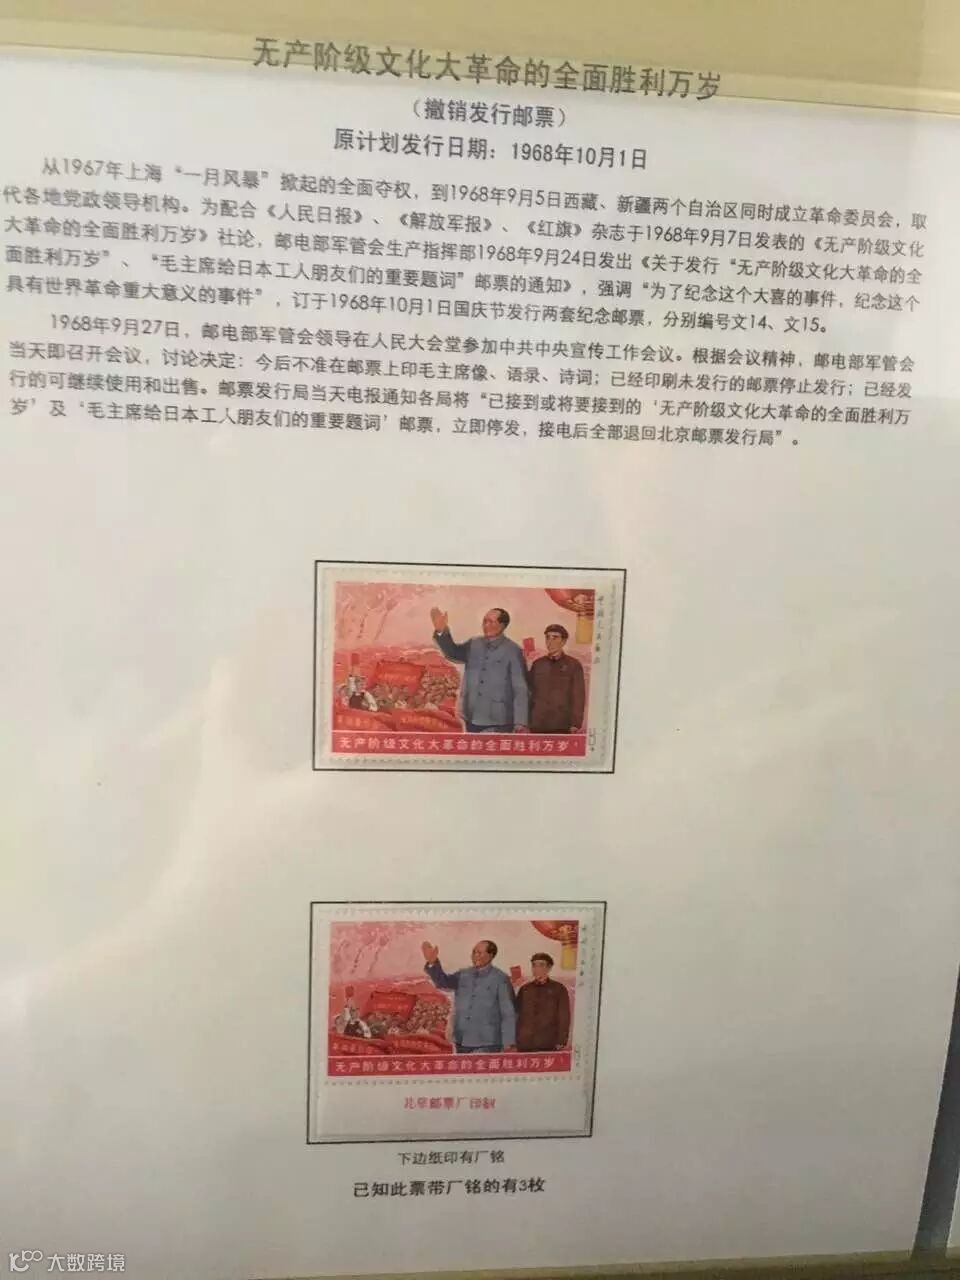 无产阶级文化大革命的全面胜利万岁
（撤销发行邮票）
原计划发行日期：1968年10月1日
从1967年上海“一月风暴”掀起的全面夺权，到1968年9月5日西藏、新疆两个自治区同时成立革命委员会，取
代各地党政领导机构。为配合《人民日报》、《解放军报》、《红旗》杂志于1968年9月7日发表的《无产阶级文化
大革命的全面胜利万岁》社论，邮电部军管会生产指挥部1968年9月24日发出《关于发行“无产阶级文化大革命的全
面胜利万岁”、“毛主席给日本工人朋友们的重要题词”邮票的通知》，强调“为了纪念这个大喜的事件，纪念这个
具有世界革命重大意义的事件”，订于1968年10月1日国庆节发行两套纪念邮票，分别编号文14、文15。
1968年9月27日，邮电部军管会领导在人民大会堂参加中共中央宣传工作会议。根据会议精神，邮电部军管会
当天即召开会议，讨论决定：今后不准在邮票上印毛主席像、语录、诗词；已经印刷未发行的邮票停止发行；已经发
行的可继续使用和出售。邮票发行局当天电报通知各局将“已接到或将要接到的‘无产阶级文化大革命的全面胜利万
岁’及‘毛主席给日本工人朋友们的重要题词’邮票，立即停发，接电后全部退回北京邮票发行局”。
中国人民邮政
无产阶级文化大革命的全面胜利万岁！
8
中国人民邮政
无产阶级文化大革命的全面胜利万岁！
8
北京邮票厂印制
下边纸印有厂铭
已知此票带厂铭的有3枚
大数跨境